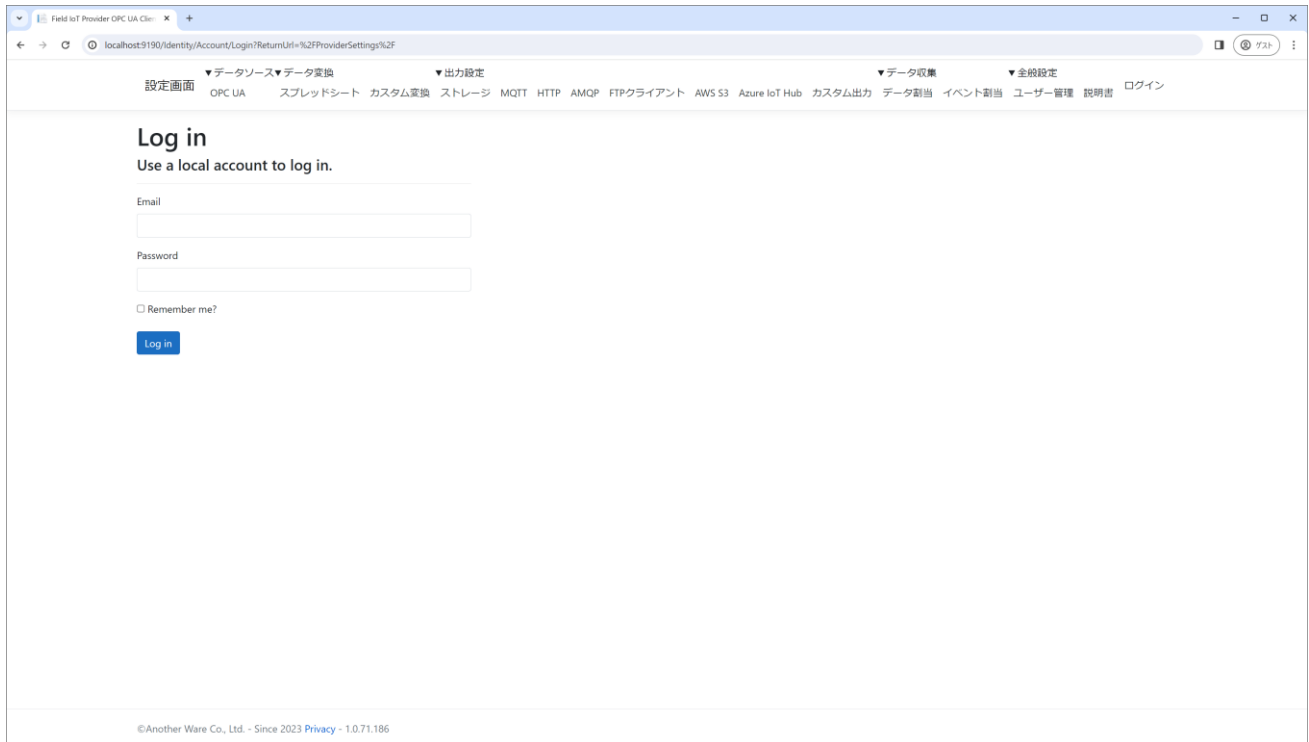 Field IoT Provider OPC UA Clie
localhost:9190/Identity/Account/Login?ReturnUrl=%2FProviderSettings%2F
ゲスト
設定画面
▼データソース ▼データ変換 ▼出力設定 ▼データ収集 ▼全般設定
OPC UA スプレッドシート カスタム変換 ストレージ MQTT HTTP AMQP FTPクライアント AWS S3 Azure IoT Hub カスタム出力 データ割当 イベント割当 ユーザー管理 説明書
ログイン
Log in
Use a local account to log in.
Email
Password
Remember me?
Log in
©Another Ware Co., Ltd. - Since 2023 Privacy - 1.0.71.186